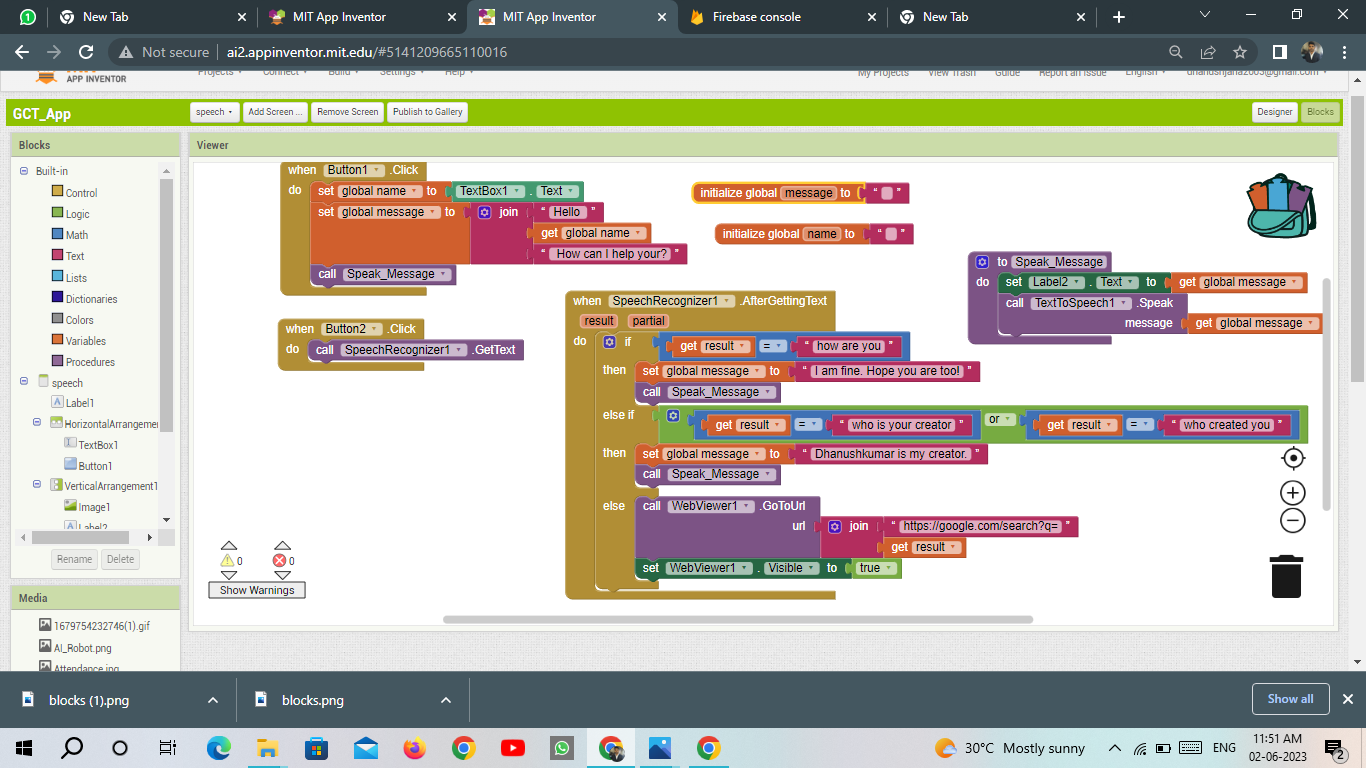 1
New Tab
MIT App Inventor
MIT App Inventor
Firebase console
New Tab
Not secure
ai2.appinventor.mit.edu/#5141209665110016
APP INVENTOR
Projects
Connect
Build
Settings
Help
My Projects
View Trash
Guide
Report an Issue
English
GCT_App
speech
Add Screen ...
Remove Screen
Publish to Gallery
Designer
Blocks
Blocks
Viewer
Built-in
Control
Logic
Math
Text
Lists
Dictionaries
Colors
Variables
Procedures
speech
Label1
HorizontalArrangemen
TextBox1
Button1
VerticalArrangement1
Image1
Label2
Rename
Delete
Media
1679754232746(1).gif
AI_Robot.png
Attendance.jpg
when Button1 .Click
do set global name to TextBox1 . Text
set global message to join " Hello "
get global name
" How can I help your? "
call Speak_Message
when Button2 .Click
do call SpeechRecognizer1 .GetText
initialize global message to " "
initialize global name to " "
to Speak_Message
do set Label2 . Text to get global message
call TextToSpeech1 .Speak
message get global message
when SpeechRecognizer1 .AfterGettingText
result partial
do if get result = " how are you "
then set global message to " I am fine. Hope you are too! "
call Speak_Message
else if get result = " who is your creator " or get result = " who created you "
then set global message to " Dhanushkumar is my creator. "
call Speak_Message
else call WebViewer1 .GoToUrl
url join " https://google.com/search?q= "
get result
set WebViewer1 . Visible to true
0
0
Show Warnings
blocks (1).png
blocks.png
Show all
30°C Mostly sunny
ENG
11:51 AM
02-06-2023
2